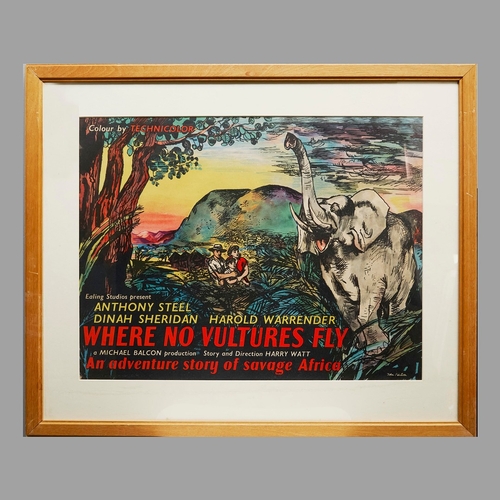 Colour by TECHNICOLOR
Ealing Studios present
ANTHONY STEEL
DINAH SHERIDAN HAROLD WARRENDER
WHERE NO VULTURES FLY
a MICHAEL BALCON production Story and Direction HARRY WATT
An adventure story of savage Africa